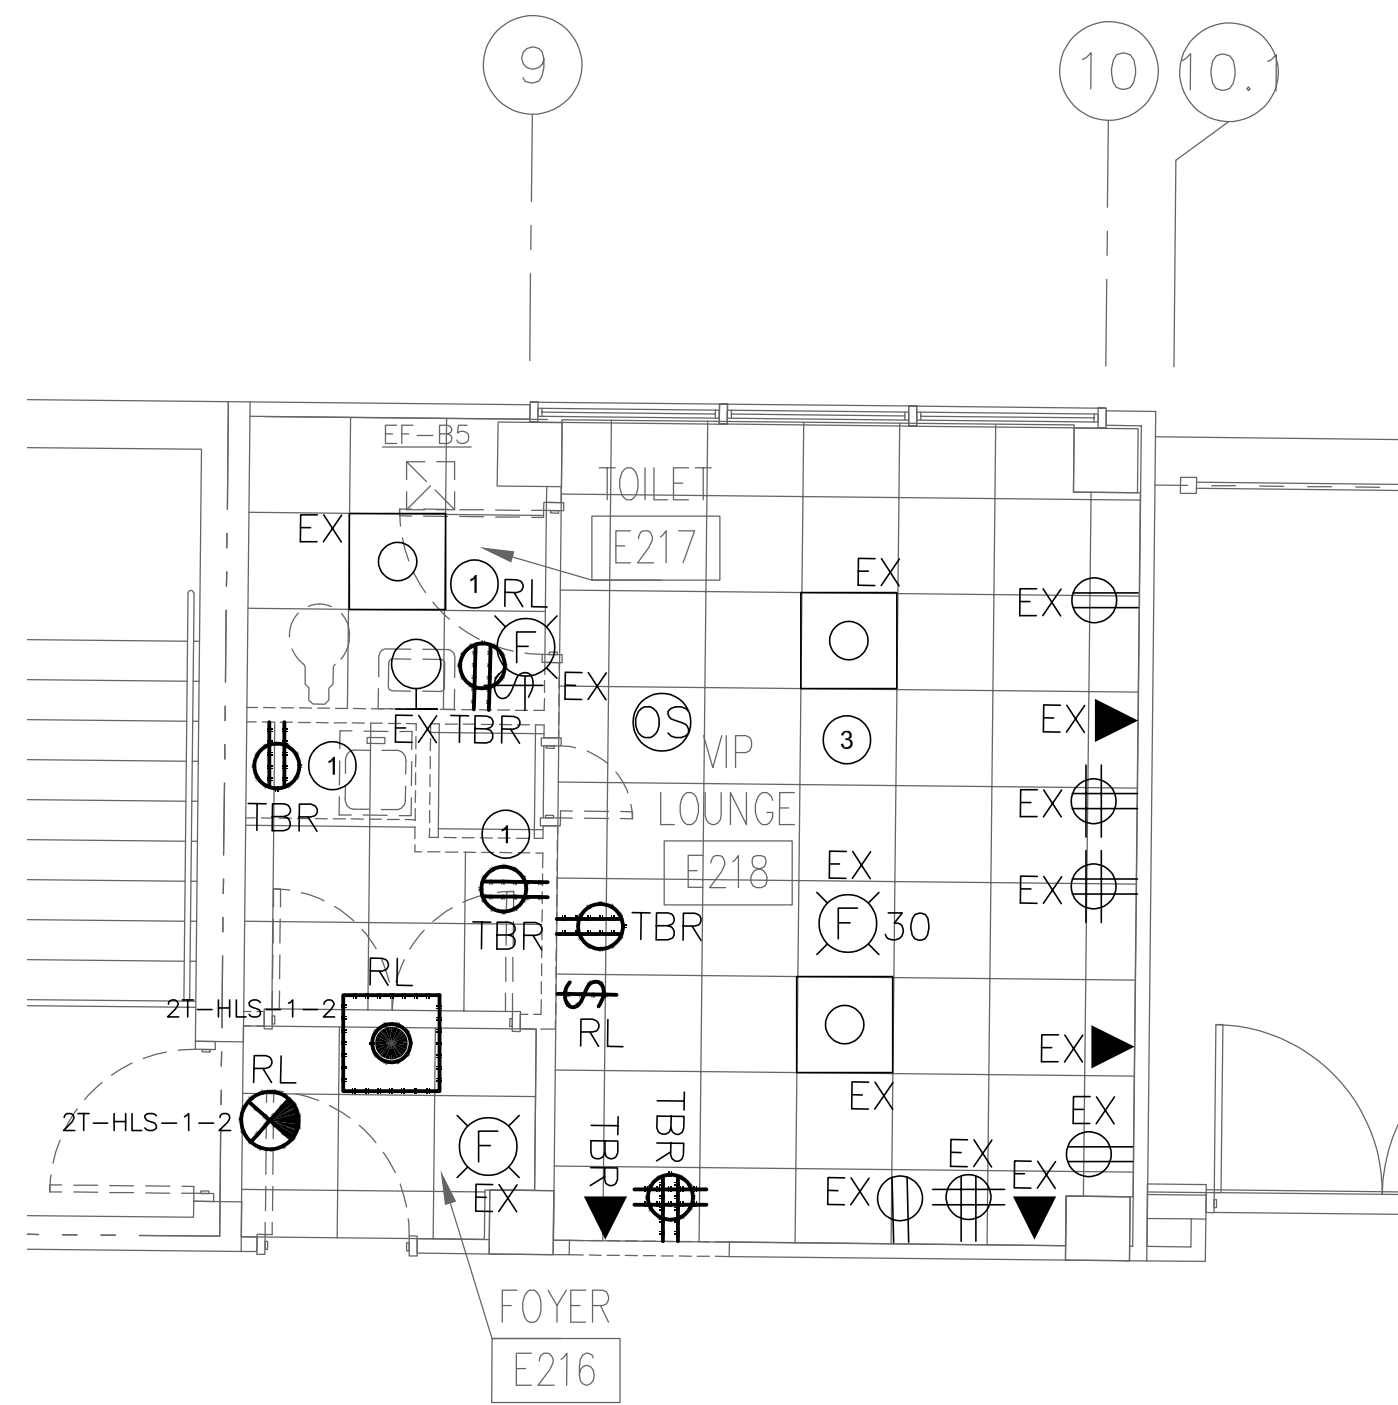 9
10
10.1
EF-B5
TOILET
E217
EX
1
RL
F
EX
EX
S
EX
EX TBR
OS
EX
VIP
3
1
TBR
LOUNGE
EX
1
E218
EX
EX
TBR
TBR
F
30
RL
S
2T-HLS-1-2
RL
EX
RL
EX
2T-HLS-1-2
TBR
TBR
EX
F
EX
EX
EX
EX
FOYER
E216